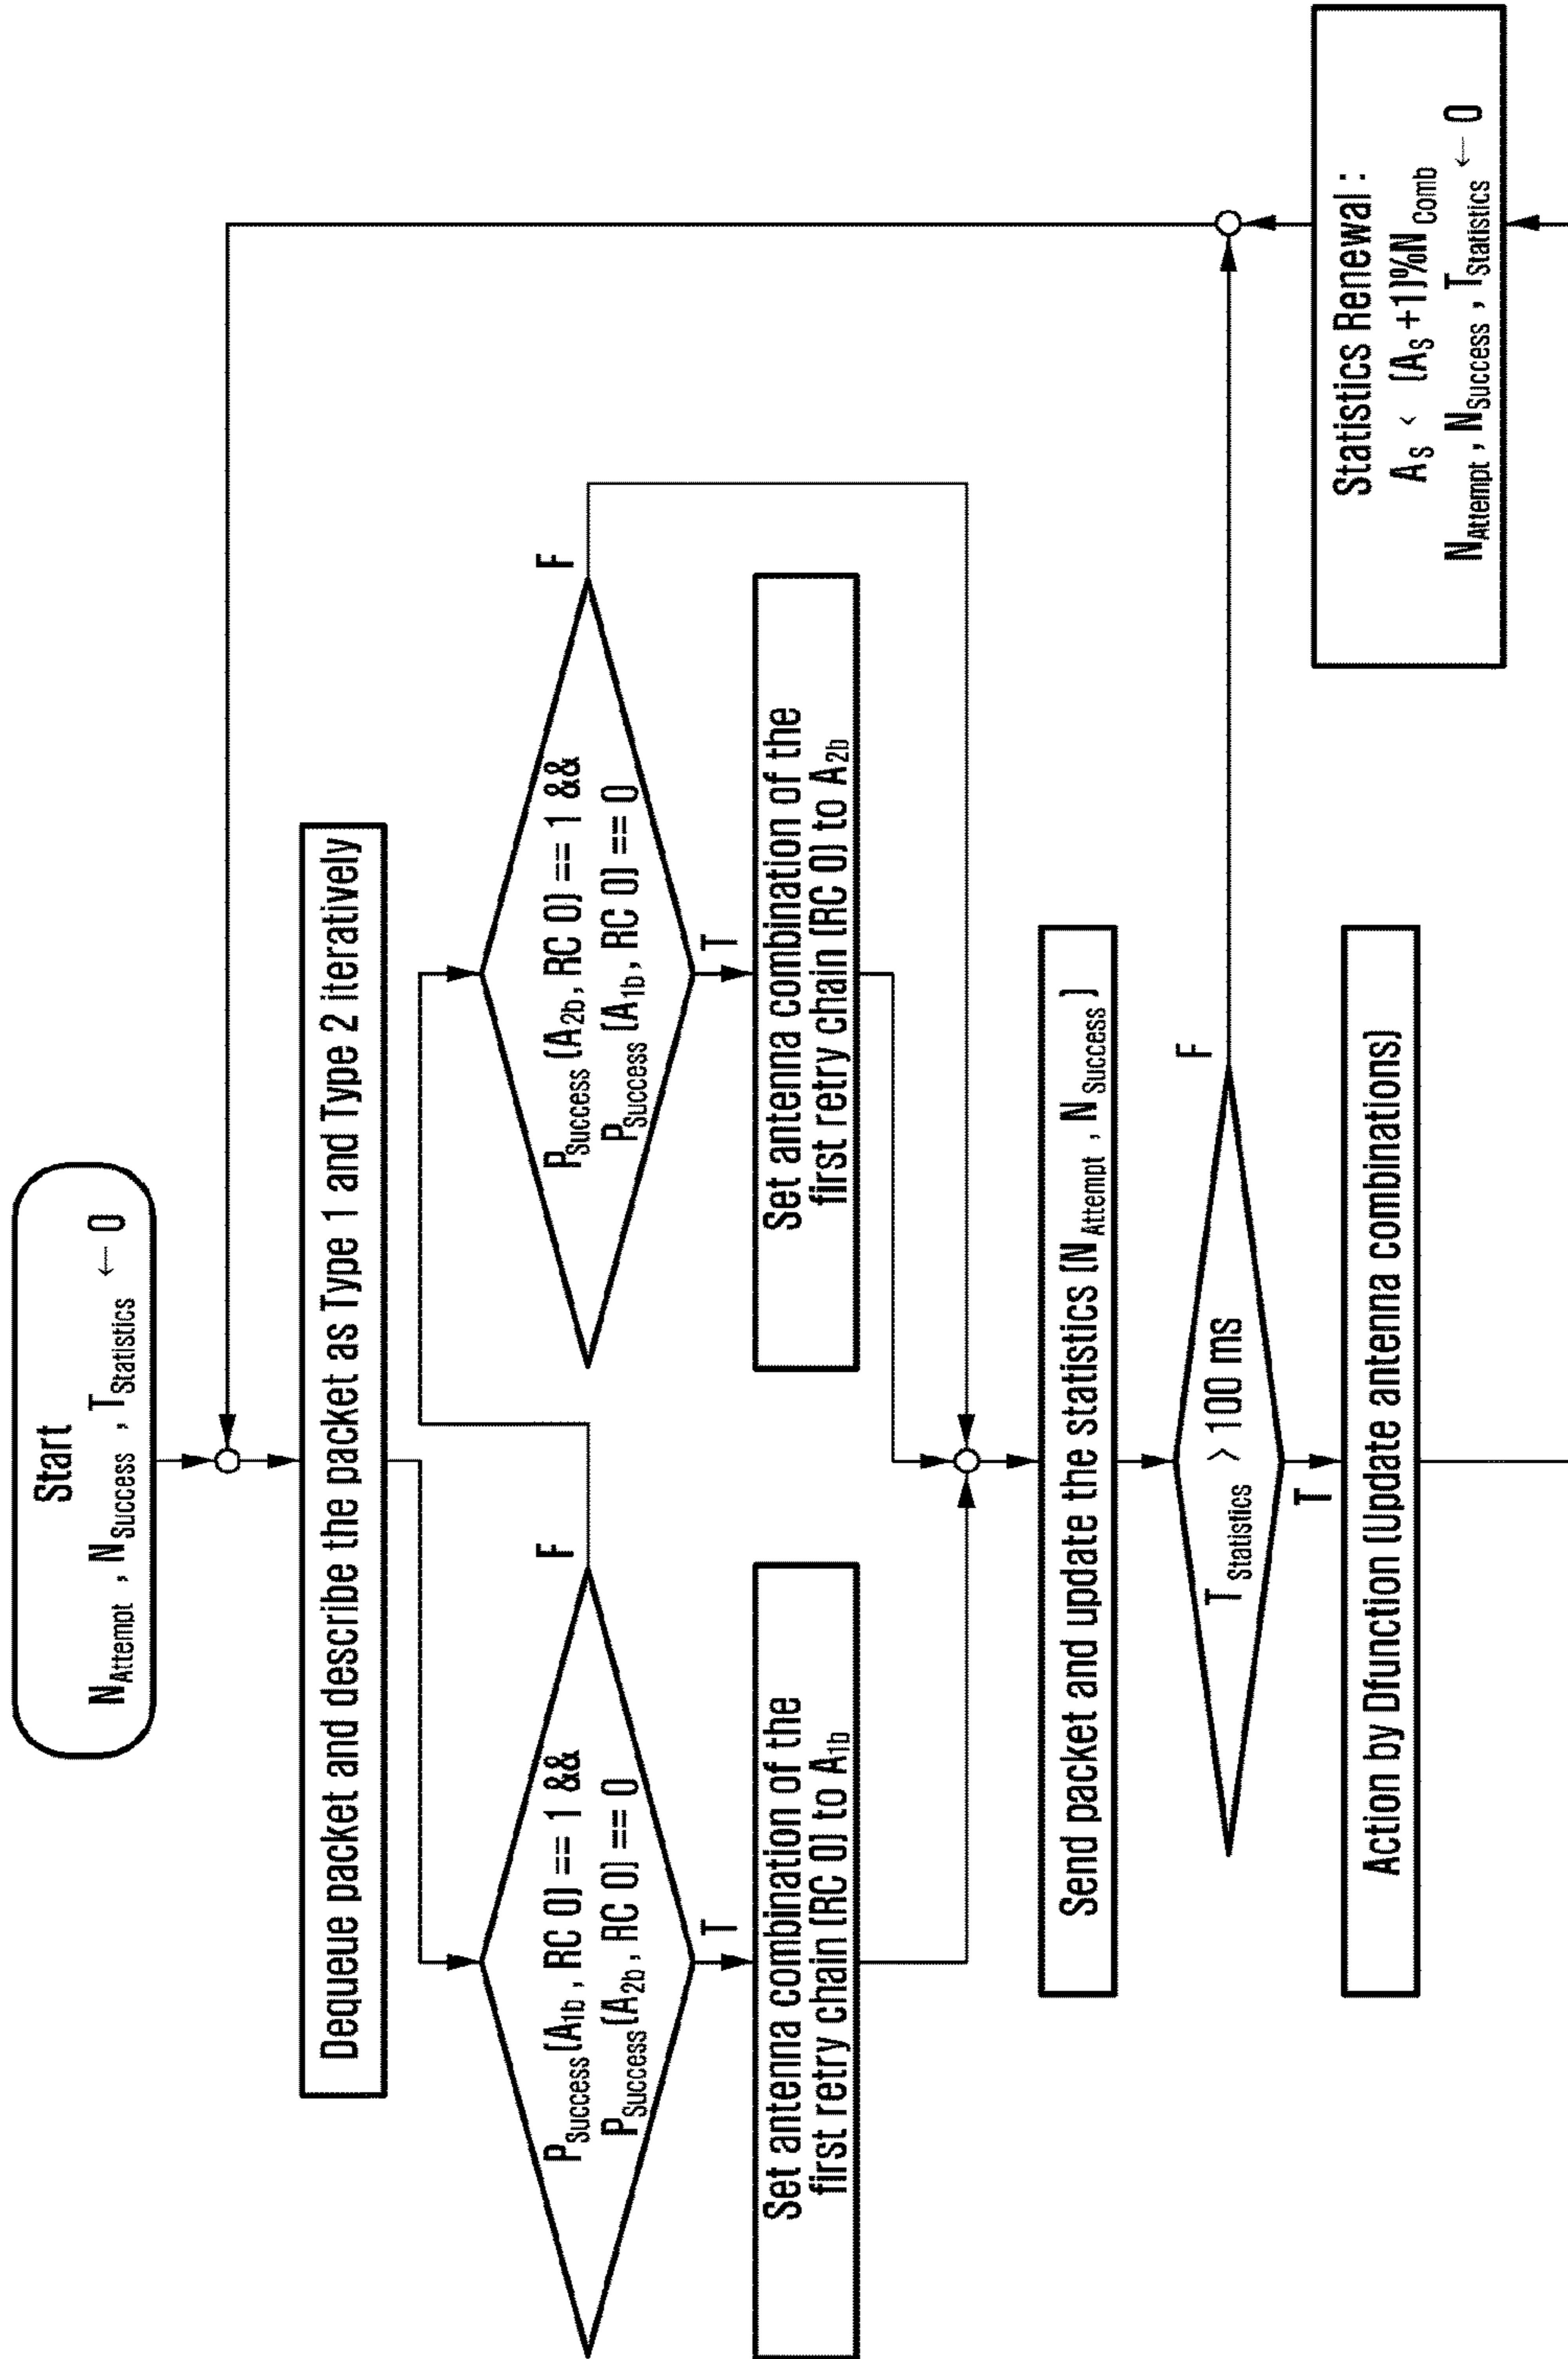 Start
N_Attempt , N_Success , T_Statistics ← 0
Dequeue packet and describe the packet as Type 1 and Type 2 iteratively
P_Success (A_1b , RC 0) == 1 &&
P_Success (A_2b , RC 0) == 0
F
T
Set antenna combination of the
first retry chain (RC 0) to A_1b
P_Success (A_2b , RC 0) == 1 &&
P_Success (A_1b , RC 0) == 0
F
T
Set antenna combination of the
first retry chain (RC 0) to A_2b
Send packet and update the statistics (N_Attempt , N_Success )
T_Statistics > 100 ms
F
T
Action by Dfunction (Update antenna combinations)
Statistics Renewal :
A_S < (A_S +1)%N_Comb
N_Attempt , N_Success , T_Statistics ← 0